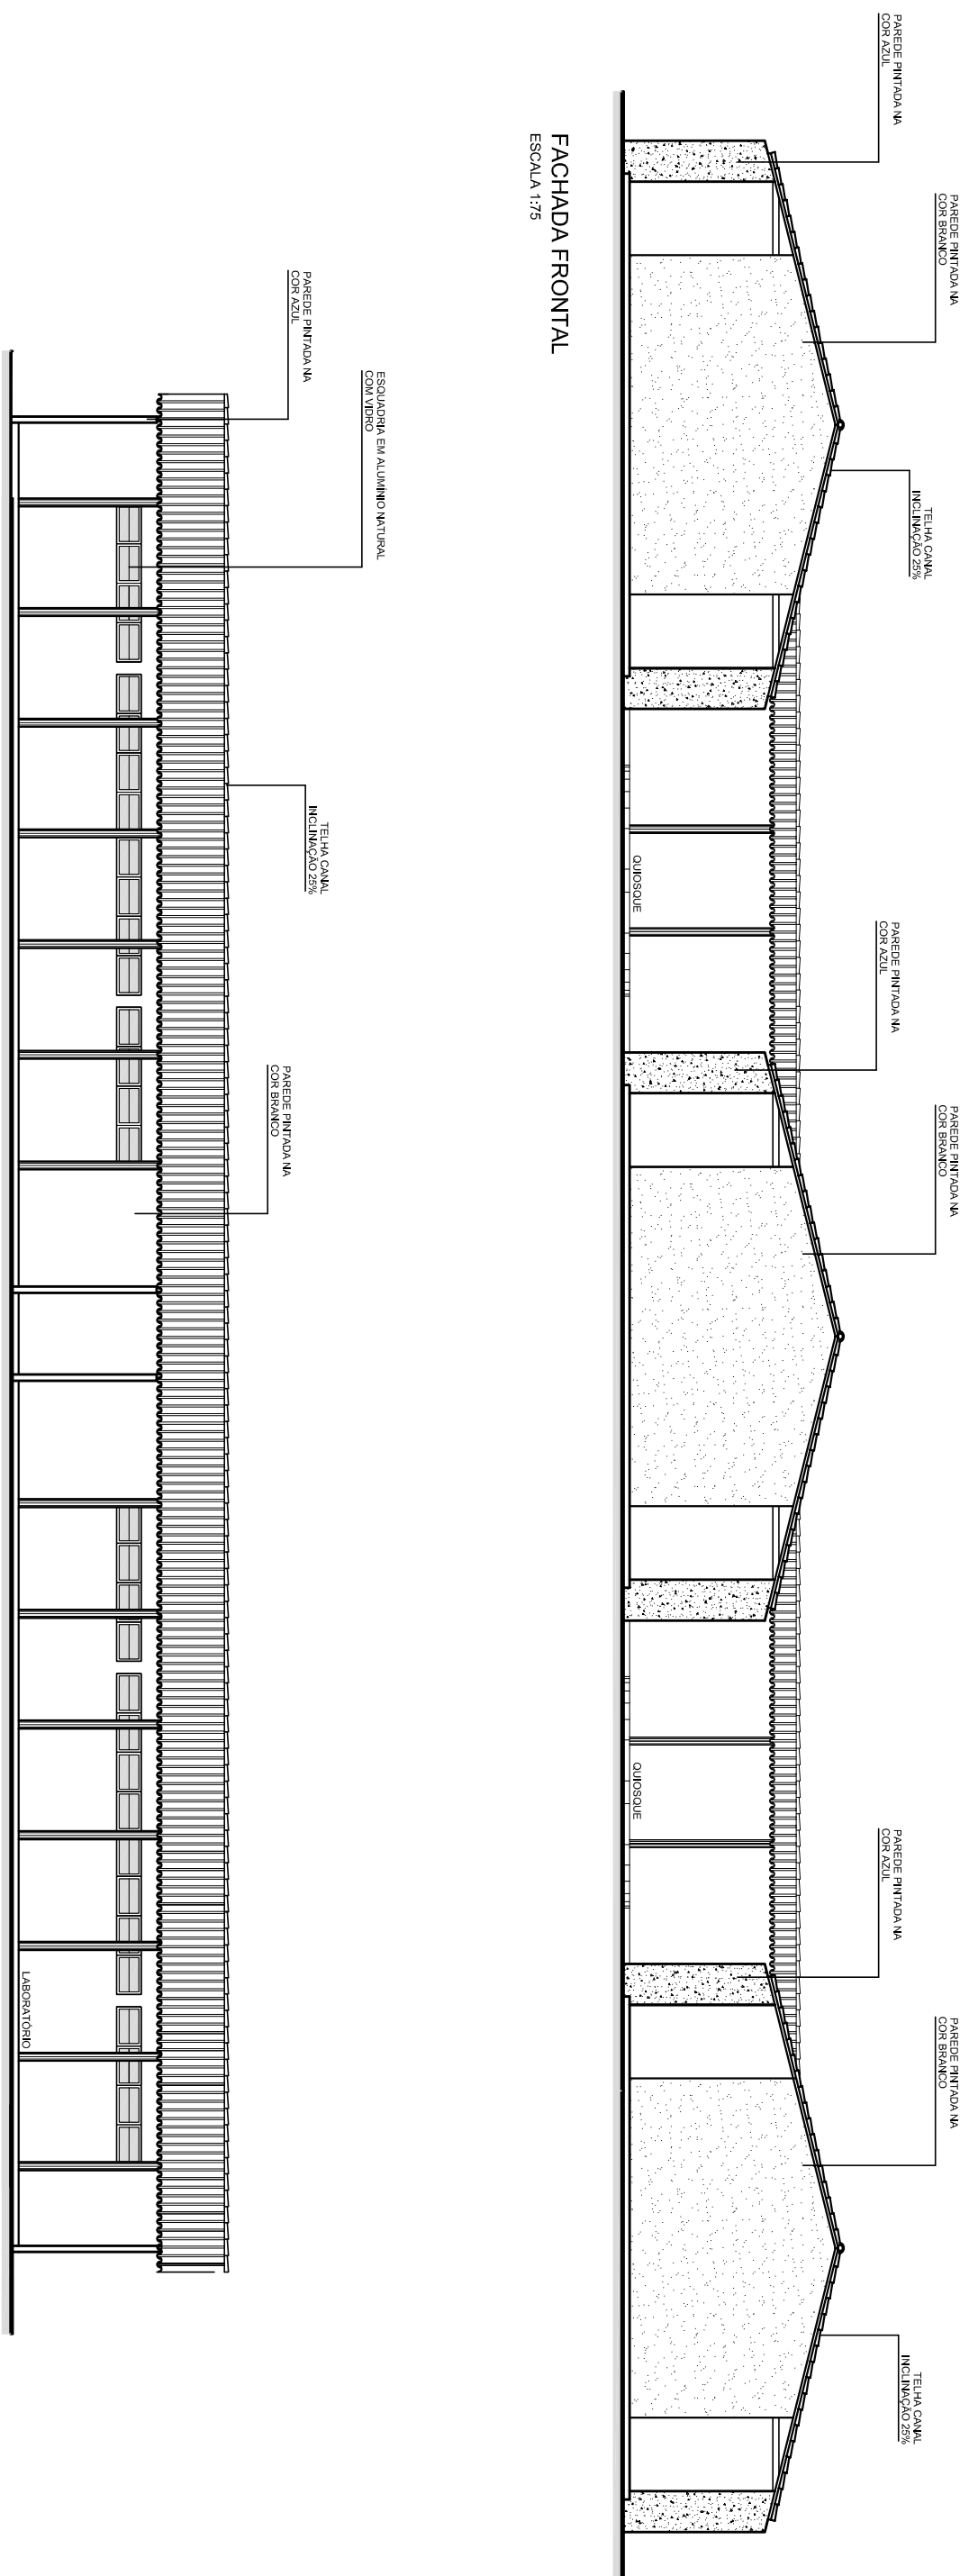 PAREDE PINTADA NA
COR AZUL
PAREDE PINTADA NA
COR BRANCO
TELHA CANAL
INCLINAÇÃO 25%
PAREDE PINTADA NA
COR AZUL
PAREDE PINTADA NA
COR BRANCO
PAREDE PINTADA NA
COR AZUL
PAREDE PINTADA NA
COR BRANCO
TELHA CANAL
INCLINAÇÃO 25%
QUIOSQUE
QUIOSQUE
FACHADA FRONTAL
ESCALA 1:75
PAREDE PINTADA NA
COR AZUL
ESQUADRIA EM ALUMÍNIO NATURAL
COM VIDRO
TELHA CANAL
INCLINAÇÃO 25%
PAREDE PINTADA NA
COR BRANCO
LABORATÓRIO